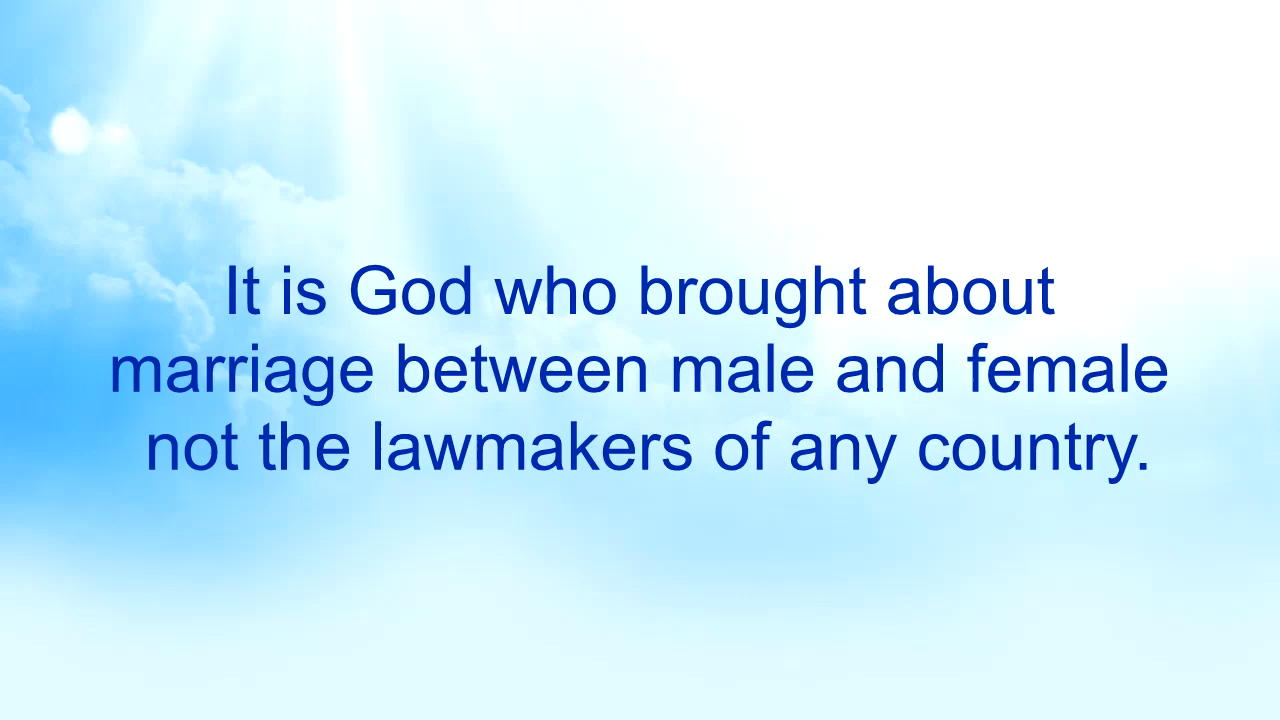 It is God who brought about
marriage between male and female
not the lawmakers of any country.